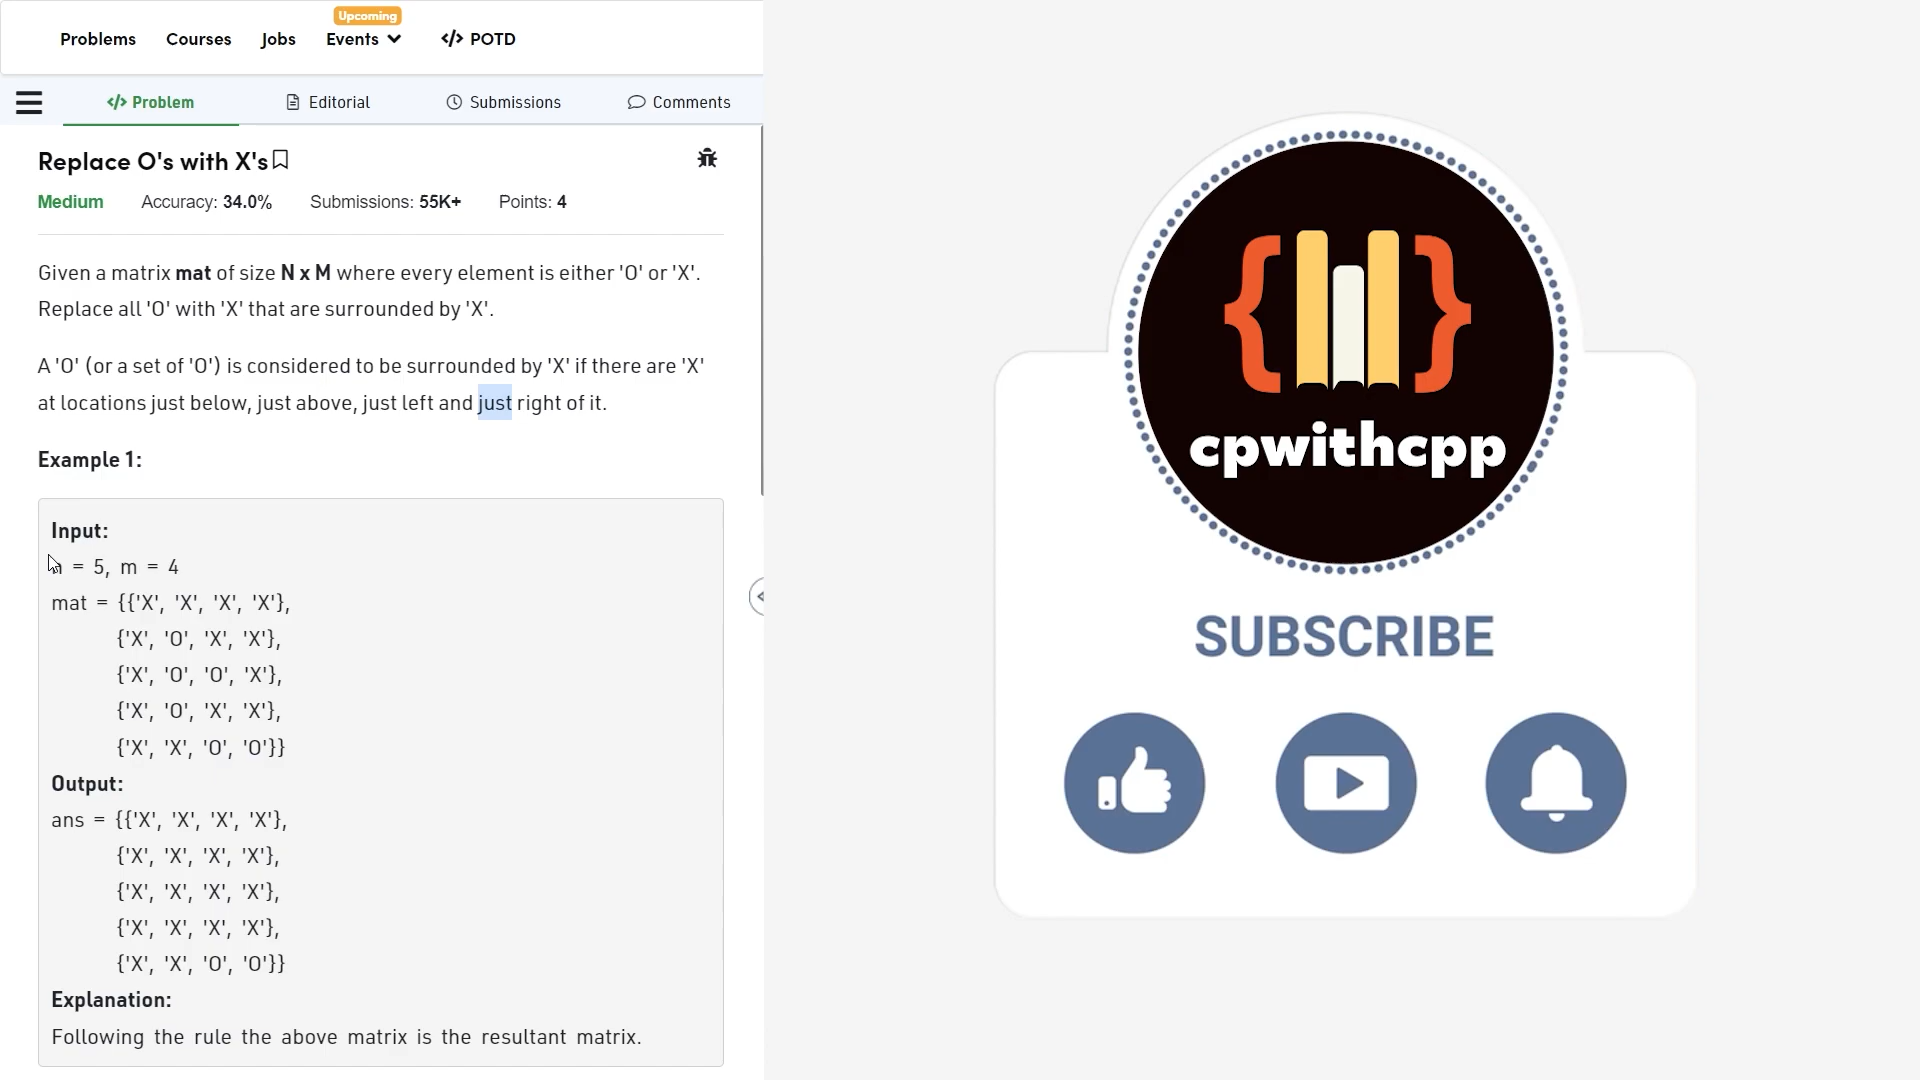 Upcoming
Problems Courses Jobs Events </> POTD
</> Problem Editorial Submissions Comments
Replace O's with X's
Medium Accuracy: 34.0% Submissions: 55K+ Points: 4
Given a matrix mat of size N x M where every element is either 'O' or 'X'.
Replace all 'O' with 'X' that are surrounded by 'X'.
A 'O' (or a set of 'O') is considered to be surrounded by 'X' if there are 'X'
at locations just below, just above, just left and just right of it.
Example 1:
Input:
n = 5, m = 4
mat = {{'X', 'X', 'X', 'X'},
{'X', 'O', 'X', 'X'},
{'X', 'O', 'O', 'X'},
{'X', 'O', 'X', 'X'},
{'X', 'X', 'O', 'O'}}
Output:
ans = {{'X', 'X', 'X', 'X'},
{'X', 'X', 'X', 'X'},
{'X', 'X', 'X', 'X'},
{'X', 'X', 'X', 'X'},
{'X', 'X', 'O', 'O'}}
Explanation:
Following the rule the above matrix is the resultant matrix.
cpwithcpp
SUBSCRIBE